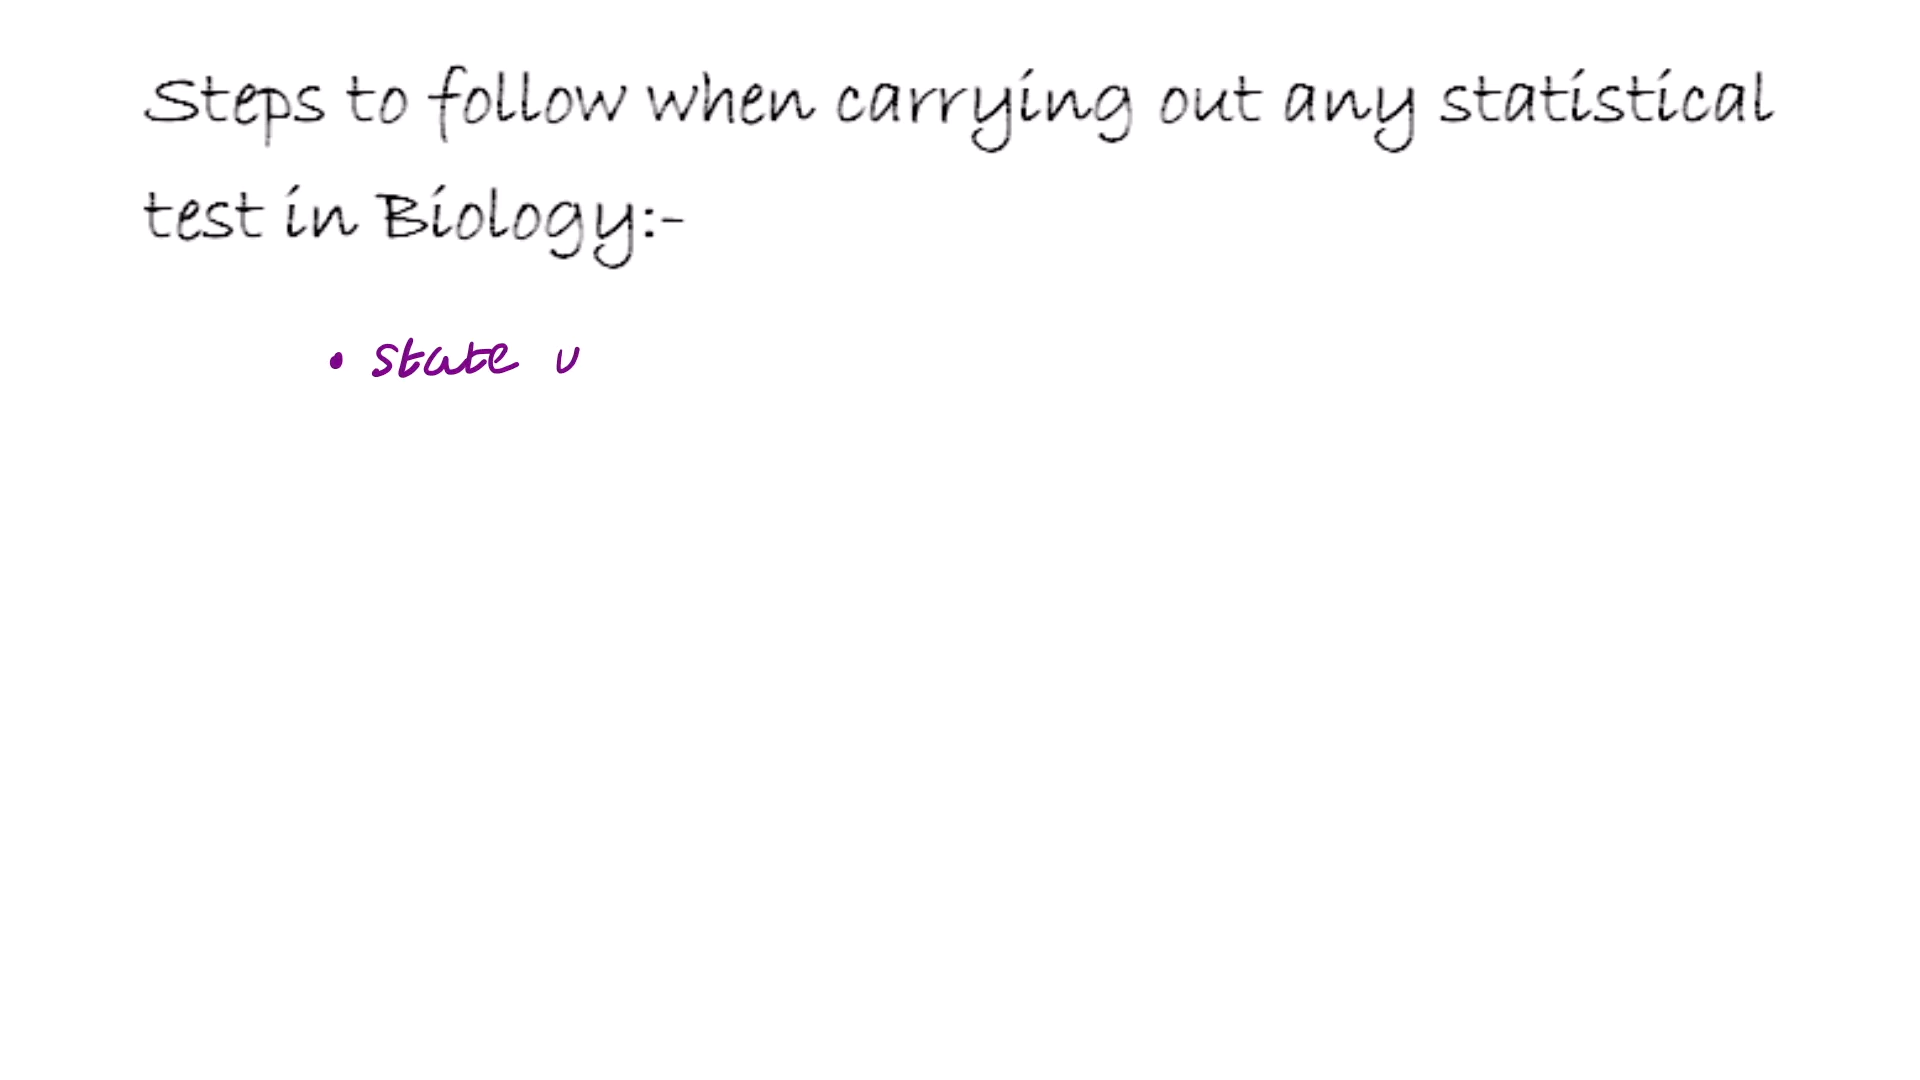 Steps to follow when carrying out any statistical
test in Biology:-
• state